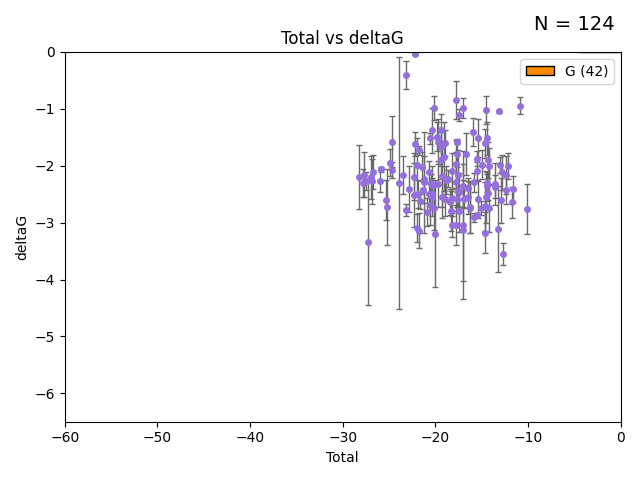 N = 124
Total vs deltaG
G (42)
0
−1
−2
−3
−4
−5
−6
deltaG
−60 −50 −40 −30 −20 −10 0
Total